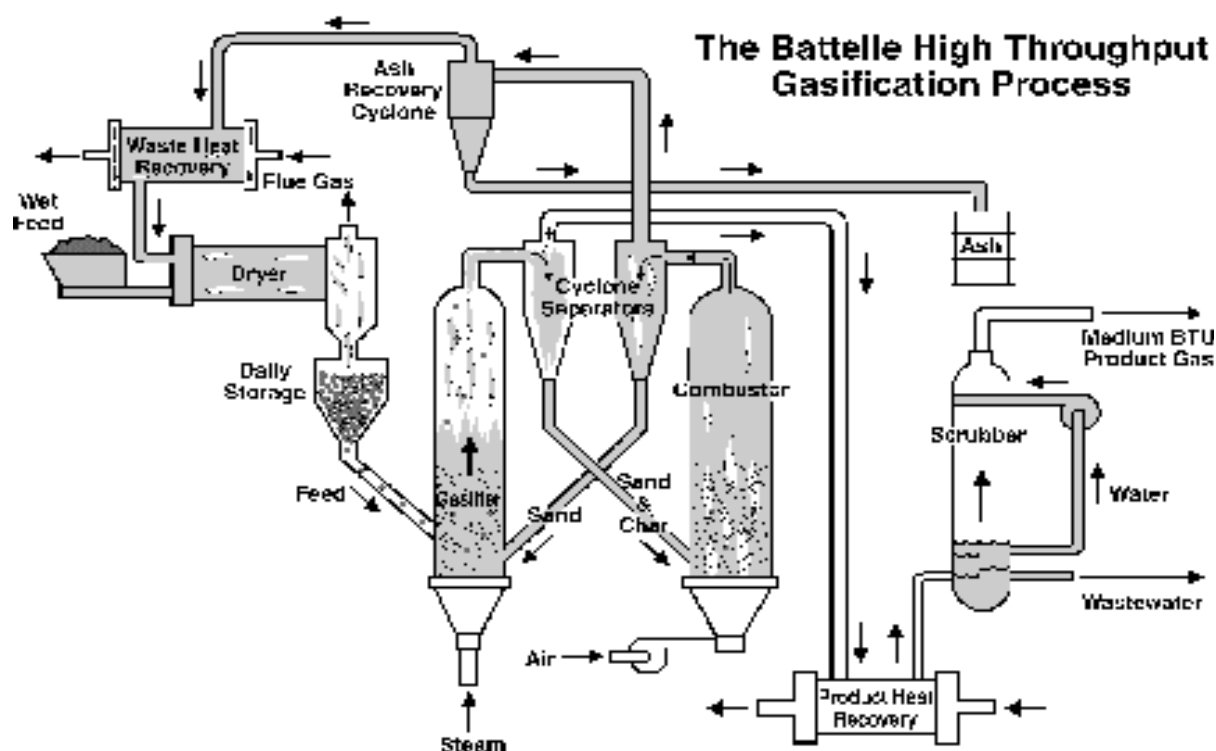 The Battelle High Throughput
Gasification Process
Ash
Recovery
Cyclone
Waste Heat
Recovery
Flue Gas
Wet
Feed
Dryer
Ash
Cyclone
Separators
Medium BTU
Product Gas
Daily
Storage
Combustor
Scrubber
Feed
Gasifier
Sand
Sand
&
Char
Water
Wastewater
Air
Product Heat
Recovery
Steam